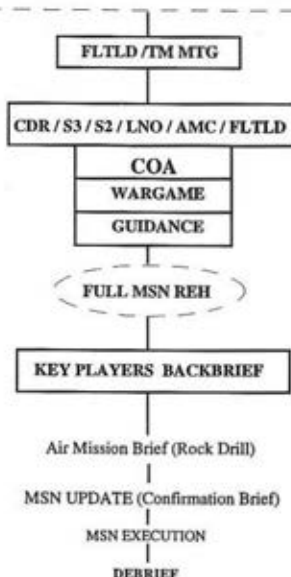 FLTLD / TM MTG
CDR / S3 / S2 / LNO / AMC / FLTLD
COA
WARGAME
GUIDANCE
FULL MSN REH
KEY PLAYERS BACKBRIEF
Air Mission Brief (Rock Drill)
MSN UPDATE (Confirmation Brief)
MSN EXECUTION
DEBRIEF